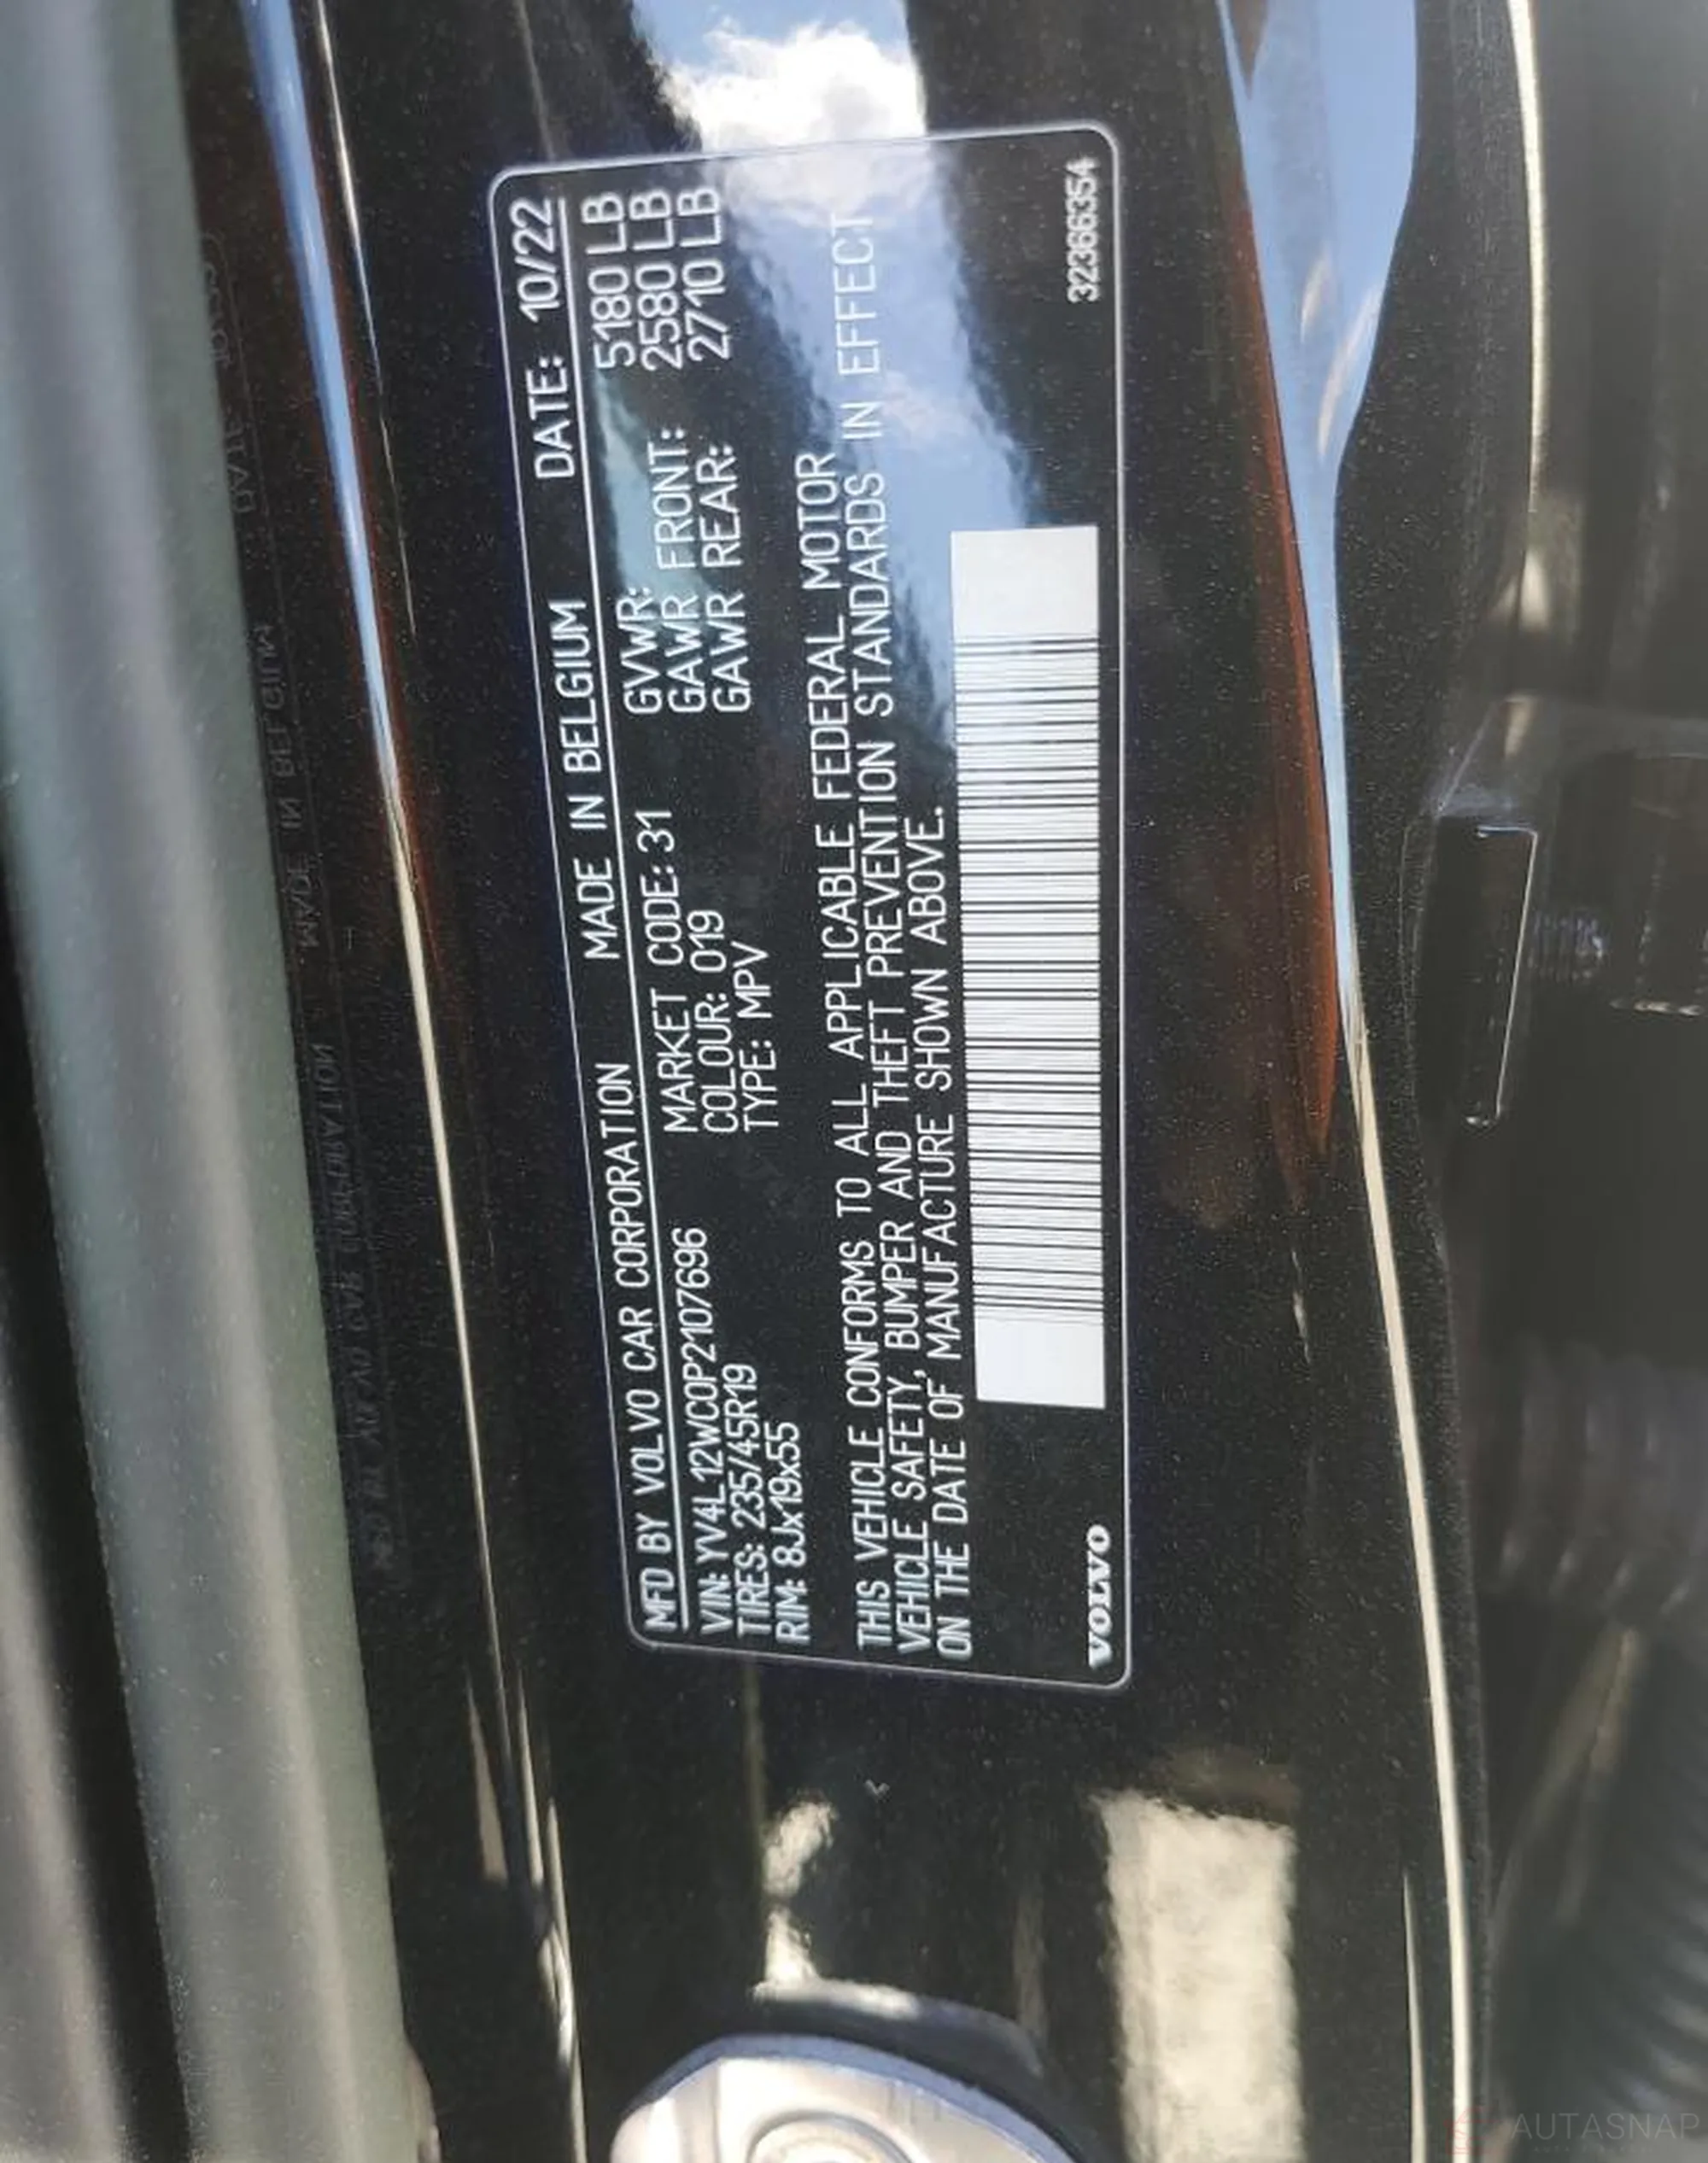 MFD BY VOLVO CAR CORPORATION MADE IN BELGIUM DATE: 10/22
VIN: YV4L12WC0P2107696 MARKET CODE: 31 GVWR: 5180 LB
TIRES: 235/45R19 COLOUR: 019 GAWR FRONT: 2580 LB
RIM: 8Jx19x55 TYPE: MPV GAWR REAR: 2710 LB
THIS VEHICLE CONFORMS TO ALL APPLICABLE FEDERAL MOTOR
VEHICLE SAFETY, BUMPER AND THEFT PREVENTION STANDARDS IN EFFECT
ON THE DATE OF MANUFACTURE SHOWN ABOVE.
VOLVO 32366354
AUTASNAP